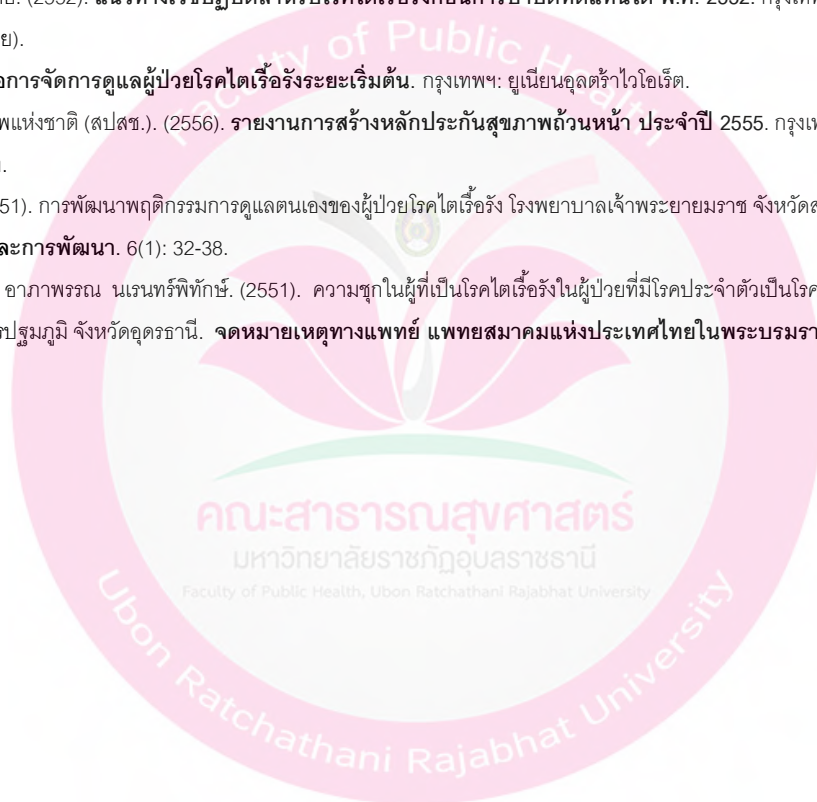 (2552). แนวทางเวชปฏิบัติสำหรับโรคไตเรื้อรังก่อนการบำบัดทดแทนไต พ.ศ. 2552. กรุงเท
ย).
อการจัดการดูแลผู้ป่วยโรคไตเรื้อรังระยะเริ่มต้น. กรุงเทพฯ: ยูเนียนอุลตร้าไวโอเร็ต.
พแห่งชาติ (สปสช.). (2556). รายงานการสร้างหลักประกันสุขภาพถ้วนหน้า ประจำปี 2555. กรุงเท
51). การพัฒนาพฤติกรรมการดูแลตนเองของผู้ป่วยโรคไตเรื้อรัง โรงพยาบาลเจ้าพระยายมราช จังหวัดส
ละการพัฒนา. 6(1): 32-38.
อาภาพรรณ นเรนทร์พิทักษ์. (2551). ความชุกในผู้ที่เป็นโรคไตเรื้อรังในผู้ป่วยที่มีโรคประจำตัวเป็นโรค
รปฐมภูมิ จังหวัดอุดรธานี. จดหมายเหตุทางแพทย์ แพทยสมาคมแห่งประเทศไทยในพระบรมรา
Faculty of Public Health
คณะสาธารณสุขศาสตร์
มหาวิทยาลัยราชภัฏอุบลราชธานี
Faculty of Public Health, Ubon Ratchathani Rajabhat University
Ubon Ratchathani Rajabhat University